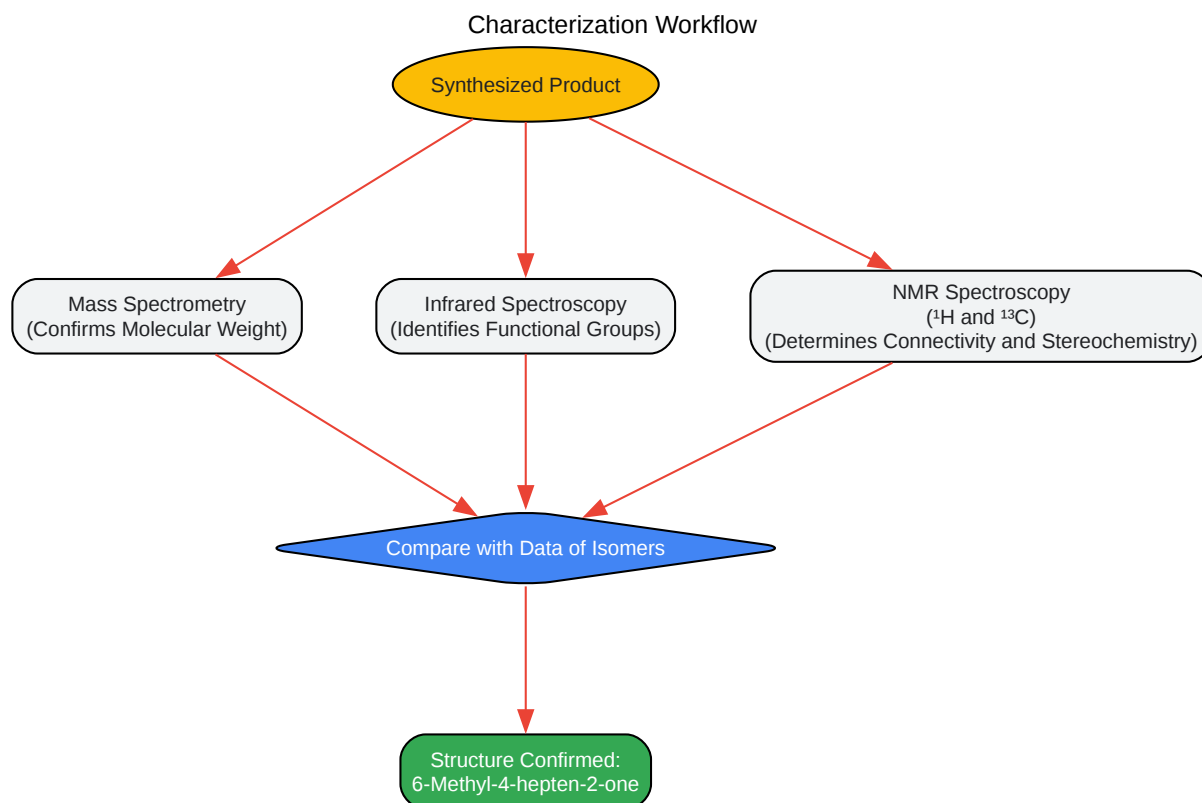 Characterization Workflow
Synthesized Product
Mass Spectrometry
(Confirms Molecular Weight)
Infrared Spectroscopy
(Identifies Functional Groups)
NMR Spectroscopy
(¹H and ¹³C)
(Determines Connectivity and Stereochemistry)
Compare with Data of Isomers
Structure Confirmed:
6-Methyl-4-hepten-2-one